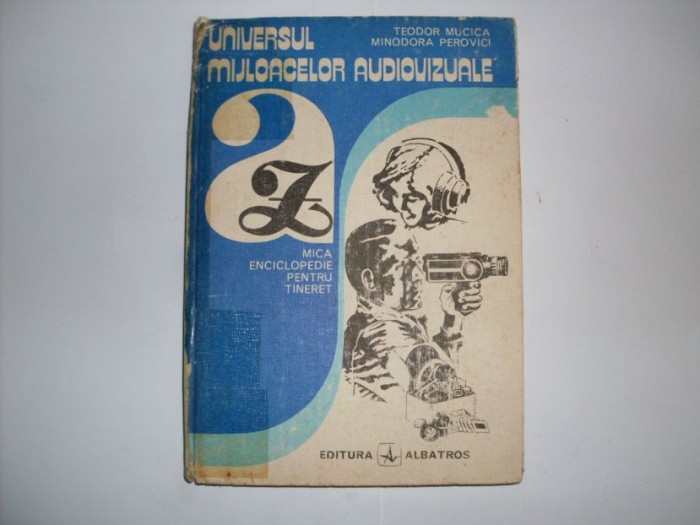 TEODOR MUCICA
MINODORA PEROVICI
UNIVERSUL
MIJLOACELOR AUDIOVIZUALE
a
Z
MICA
ENCICLOPEDIE
PENTRU
TINERET
EDITURA ALBATROS